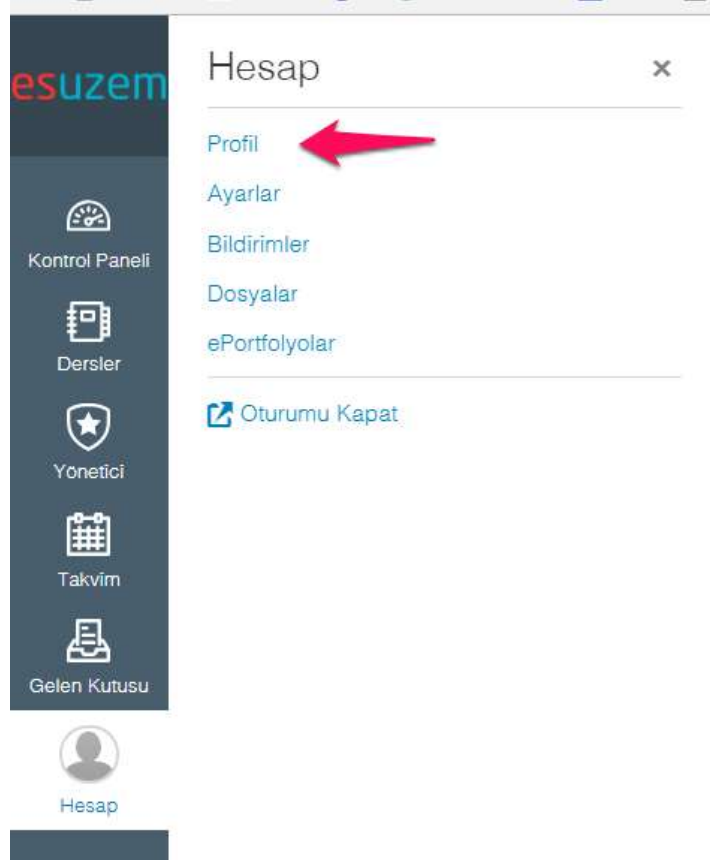 esuzem
Kontrol Paneli
Dersler
Yönetici
Takvim
Gelen Kutusu
Hesap
Hesap
×
Profil
Ayarlar
Bildirimler
Dosyalar
ePortfolyolar
Oturumu Kapat